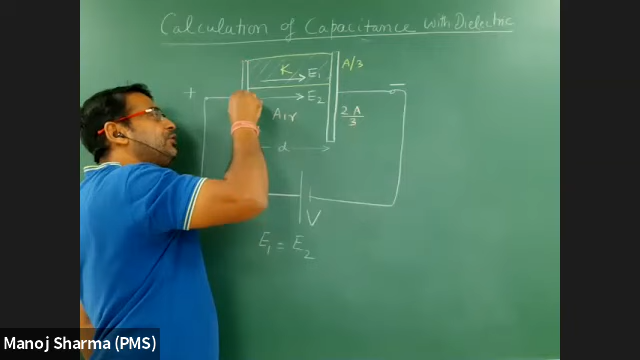 Calculation of Capacitance with Dielectric
K E1 A/3
+ E2 −
Air 2A/3
d
V
E1 = E2
Manoj Sharma (PMS)